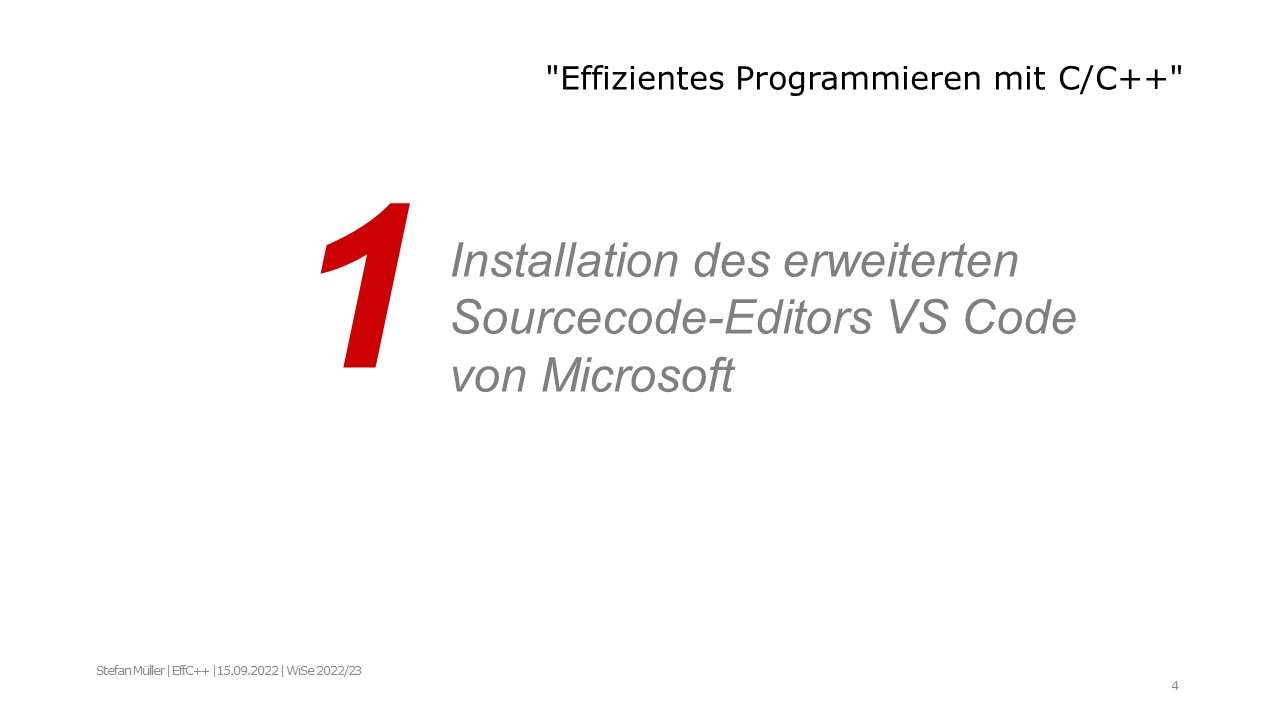 "Effizientes Programmieren mit C/C++"
1
Installation des erweiterten
Sourcecode-Editors VS Code
von Microsoft
Stefan Müller | EffC++ | 15.09.2022 | WiSe 2022/23
4